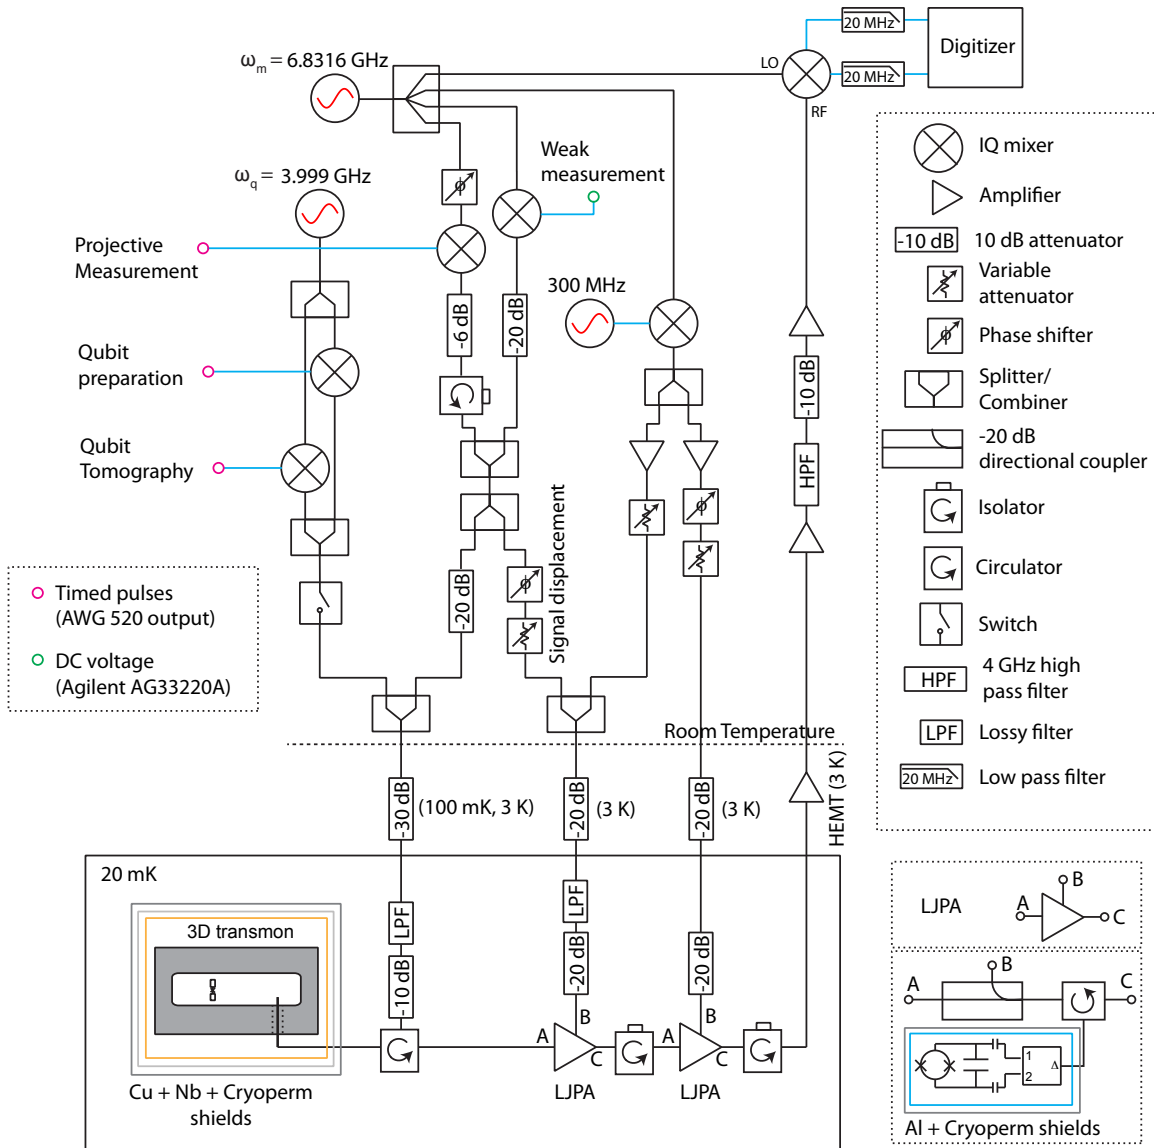 ωm = 6.8316 GHz
ωq = 3.999 GHz
LO
RF
20 MHz
20 MHz
Digitizer
Weak
measurement
Projective
Measurement
-6 dB
-20 dB
300 MHz
ϕ
Qubit
preparation
Qubit
Tomography
-10 dB
HPF
ϕ
-20 dB
ϕ
Signal displacement
Timed pulses
(AWG 520 output)
DC voltage
(Agilent AG33220A)
Room Temperature
-30 dB
(100 mK, 3 K)
-20 dB
(3 K)
-20 dB
(3 K)
HEMT (3 K)
20 mK
3D transmon
LPF
-10 dB
LPF
-20 dB
-20 dB
A
B
C
LJPA
A
B
C
LJPA
Cu + Nb + Cryoperm
shields
IQ mixer
Amplifier
-10 dB
10 dB attenuator
Variable
attenuator
ϕ
Phase shifter
Splitter/
Combiner
-20 dB
directional coupler
Isolator
Circulator
Switch
HPF
4 GHz high
pass filter
LPF
Lossy filter
20 MHz
Low pass filter
LJPA
A
B
C
A
B
C
1
2
Δ
Al + Cryoperm shields